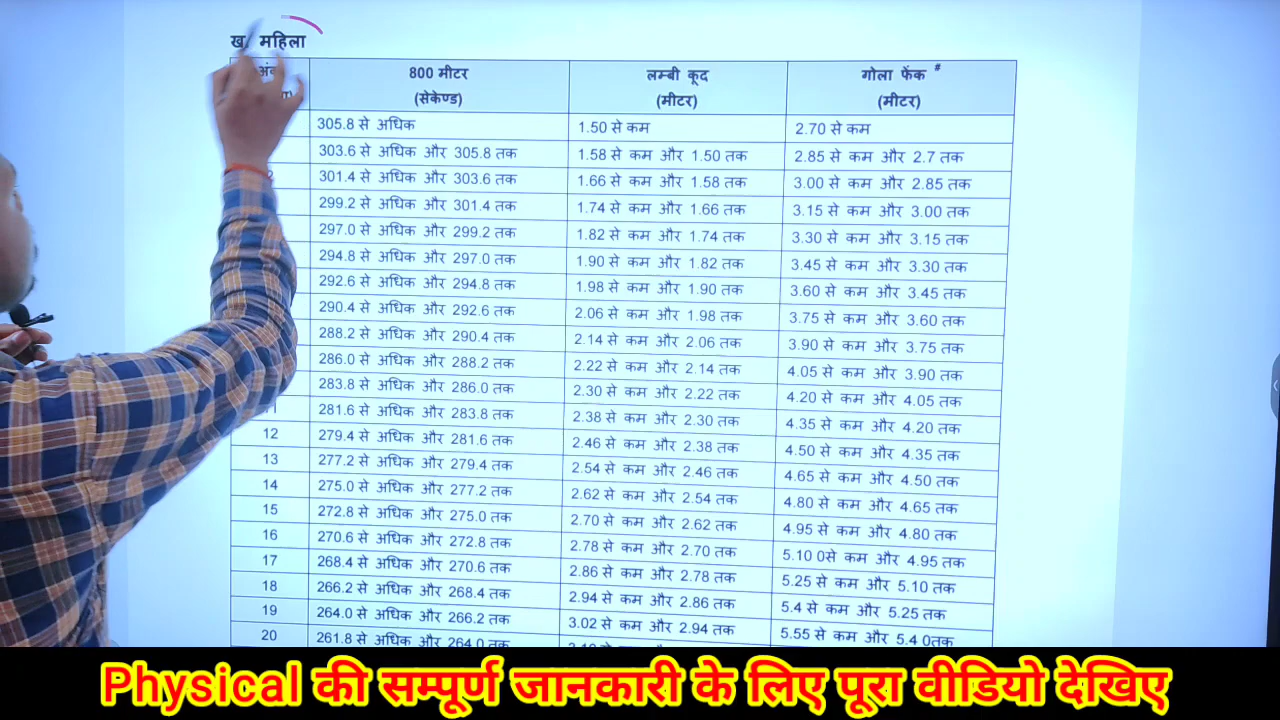 ख. महिला
800 मीटर लम्बी कूद गोला फेंक #
(सेकेण्ड) (मीटर) (मीटर)
305.8 से अधिक 1.50 से कम 2.70 से कम
303.6 से अधिक और 305.8 तक 1.58 से कम और 1.50 तक 2.85 से कम और 2.7 तक
301.4 से अधिक और 303.6 तक 1.66 से कम और 1.58 तक 3.00 से कम और 2.85 तक
299.2 से अधिक और 301.4 तक 1.74 से कम और 1.66 तक 3.15 से कम और 3.00 तक
297.0 से अधिक और 299.2 तक 1.82 से कम और 1.74 तक 3.30 से कम और 3.15 तक
294.8 से अधिक और 297.0 तक 1.90 से कम और 1.82 तक 3.45 से कम और 3.30 तक
292.6 से अधिक और 294.8 तक 1.98 से कम और 1.90 तक 3.60 से कम और 3.45 तक
290.4 से अधिक और 292.6 तक 2.06 से कम और 1.98 तक 3.75 से कम और 3.60 तक
288.2 से अधिक और 290.4 तक 2.14 से कम और 2.06 तक 3.90 से कम और 3.75 तक
286.0 से अधिक और 288.2 तक 2.22 से कम और 2.14 तक 4.05 से कम और 3.90 तक
283.8 से अधिक और 286.0 तक 2.30 से कम और 2.22 तक 4.20 से कम और 4.05 तक
281.6 से अधिक और 283.8 तक 2.38 से कम और 2.30 तक 4.35 से कम और 4.20 तक
12 279.4 से अधिक और 281.6 तक 2.46 से कम और 2.38 तक 4.50 से कम और 4.35 तक
13 277.2 से अधिक और 279.4 तक 2.54 से कम और 2.46 तक 4.65 से कम और 4.50 तक
14 275.0 से अधिक और 277.2 तक 2.62 से कम और 2.54 तक 4.80 से कम और 4.65 तक
15 272.8 से अधिक और 275.0 तक 2.70 से कम और 2.62 तक 4.95 से कम और 4.80 तक
16 270.6 से अधिक और 272.8 तक 2.78 से कम और 2.70 तक 5.10 0से कम और 4.95 तक
17 268.4 से अधिक और 270.6 तक 2.86 से कम और 2.78 तक 5.25 से कम और 5.10 तक
18 266.2 से अधिक और 268.4 तक 2.94 से कम और 2.86 तक 5.4 से कम और 5.25 तक
19 264.0 से अधिक और 266.2 तक 3.02 से कम और 2.94 तक 5.55 से कम और 5.4 0तक
20 261.8 से अधिक और 264.0 तक
Physical की सम्पूर्ण जानकारी के लिए पूरा वीडियो देखिए